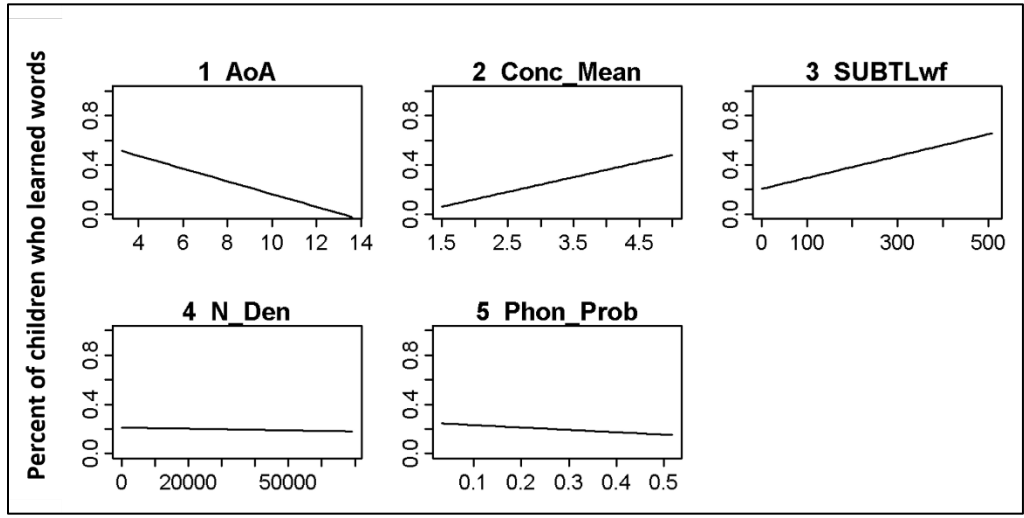 Percent of children who learned words
1 AoA
0.0 0.4 0.8
4 6 8 10 12 14
2 Conc_Mean
0.0 0.4 0.8
1.5 2.5 3.5 4.5
3 SUBTLwf
0.0 0.4 0.8
0 100 300 500
4 N_Den
0.0 0.4 0.8
0 20000 50000
5 Phon_Prob
0.0 0.4 0.8
0.1 0.2 0.3 0.4 0.5